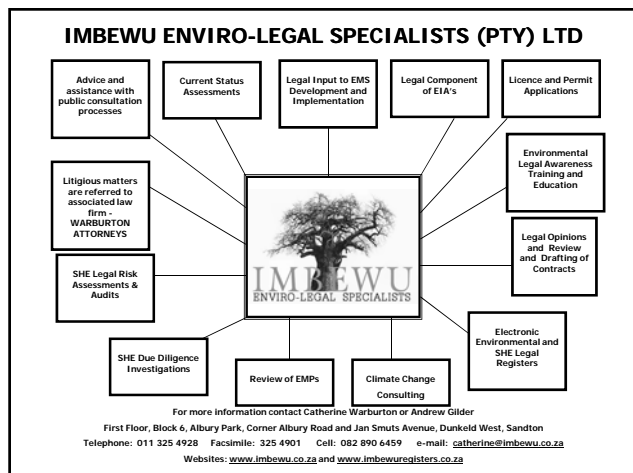 IMBEWU ENVIRO-LEGAL SPECIALISTS (PTY) LTD
Advice and
assistance with
public consultation
processes
Current Status
Assessments
Legal Input to EMS
Development and
Implementation
Legal Component
of EIA's
Licence and Permit
Applications
Litigious matters
are referred to
associated law
firm -
WARBURTON
ATTORNEYS
Environmental
Legal Awareness
Training and
Education
IMBEWU
ENVIRO-LEGAL SPECIALISTS
SHE Legal Risk
Assessments &
Audits
Legal Opinions
and Review
and Drafting of
Contracts
SHE Due Diligence
Investigations
Review of EMPs
Climate Change
Consulting
Electronic
Environmental and
SHE Legal
Registers
For more information contact Catherine Warburton or Andrew Gilder
First Floor, Block 6, Albury Park, Corner Albury Road and Jan Smuts Avenue, Dunkeld West, Sandton
Telephone: 011 325 4928 Facsimile: 325 4901 Cell: 082 890 6459 e-mail: catherine@imbewu.co.za
Websites: www.imbewu.co.za and www.imbewuregisters.co.za